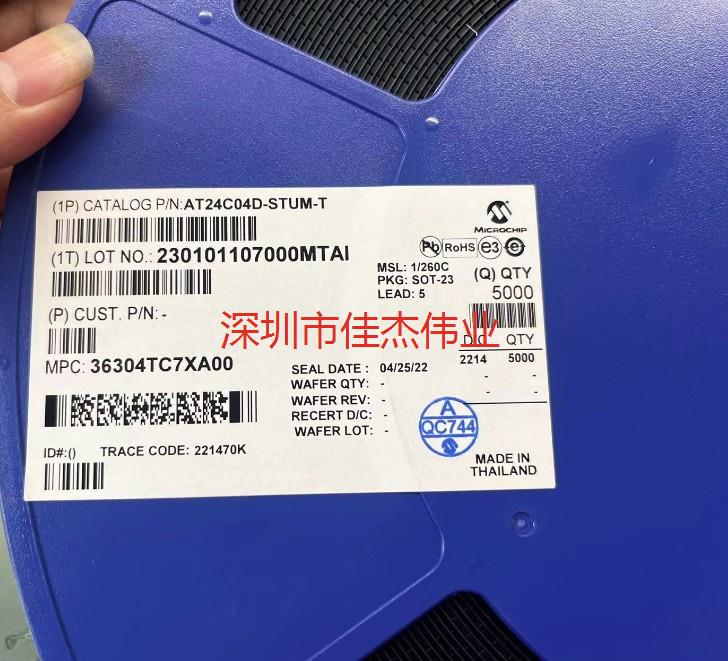 (1P) CATALOG P/N:AT24C04D-STUM-T
MICROCHIP
(1T) LOT NO.: 230101107000MTAI
Pb RoHS e3 e
MSL: 1/260C
PKG: SOT-23
LEAD: 5
(Q) QTY
5000
(P) CUST. P/N: -
深圳市佳杰伟业
D/C QTY
2214 5000
- -
- -
MPC: 36304TC7XA00
SEAL DATE : 04/25/22
WAFER QTY: -
WAFER REV: -
RECERT D/C: -
WAFER LOT: -
A
QC744
ID#:() TRACE CODE: 221470K
MADE IN
THAILAND